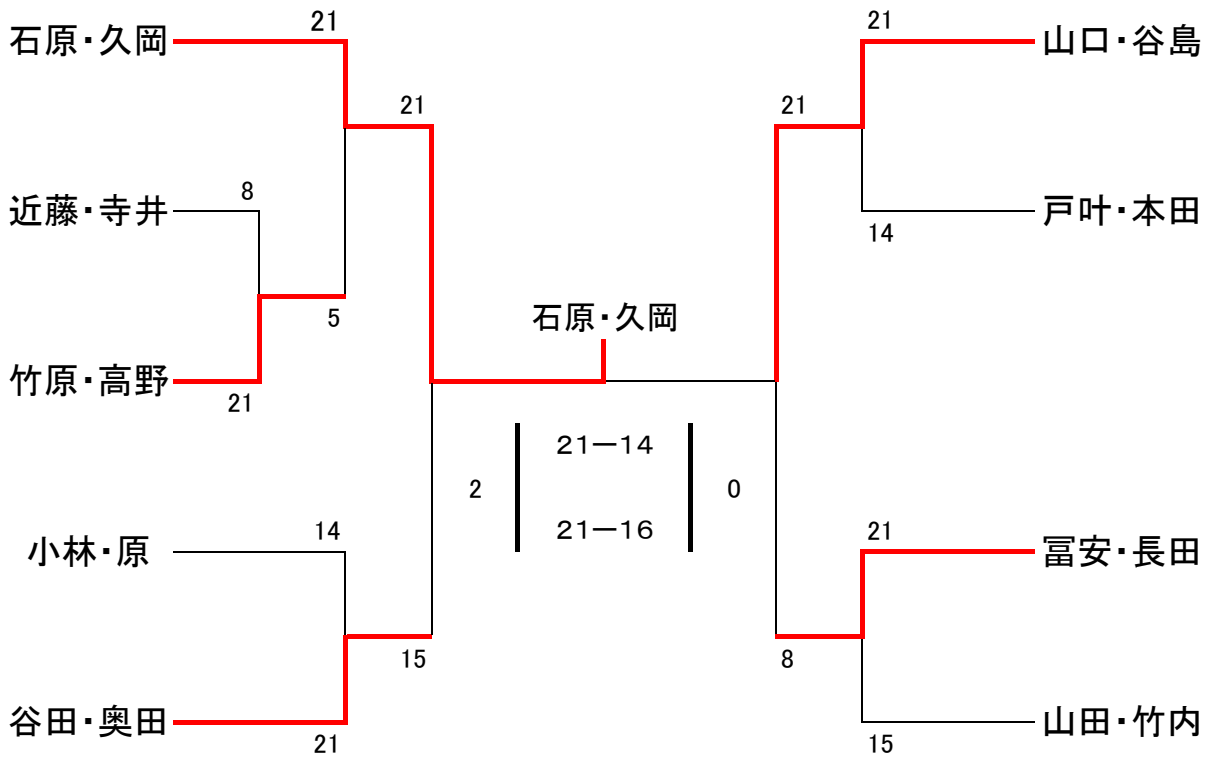 21
21
石原・久岡
山口・谷島
21
21
8
近藤・寺井
戸叶・本田
14
5
石原・久岡
竹原・高野
21
21－14
2
0
14
21－16
21
小林・原
冨安・長田
15
8
谷田・奥田
山田・竹内
21
15